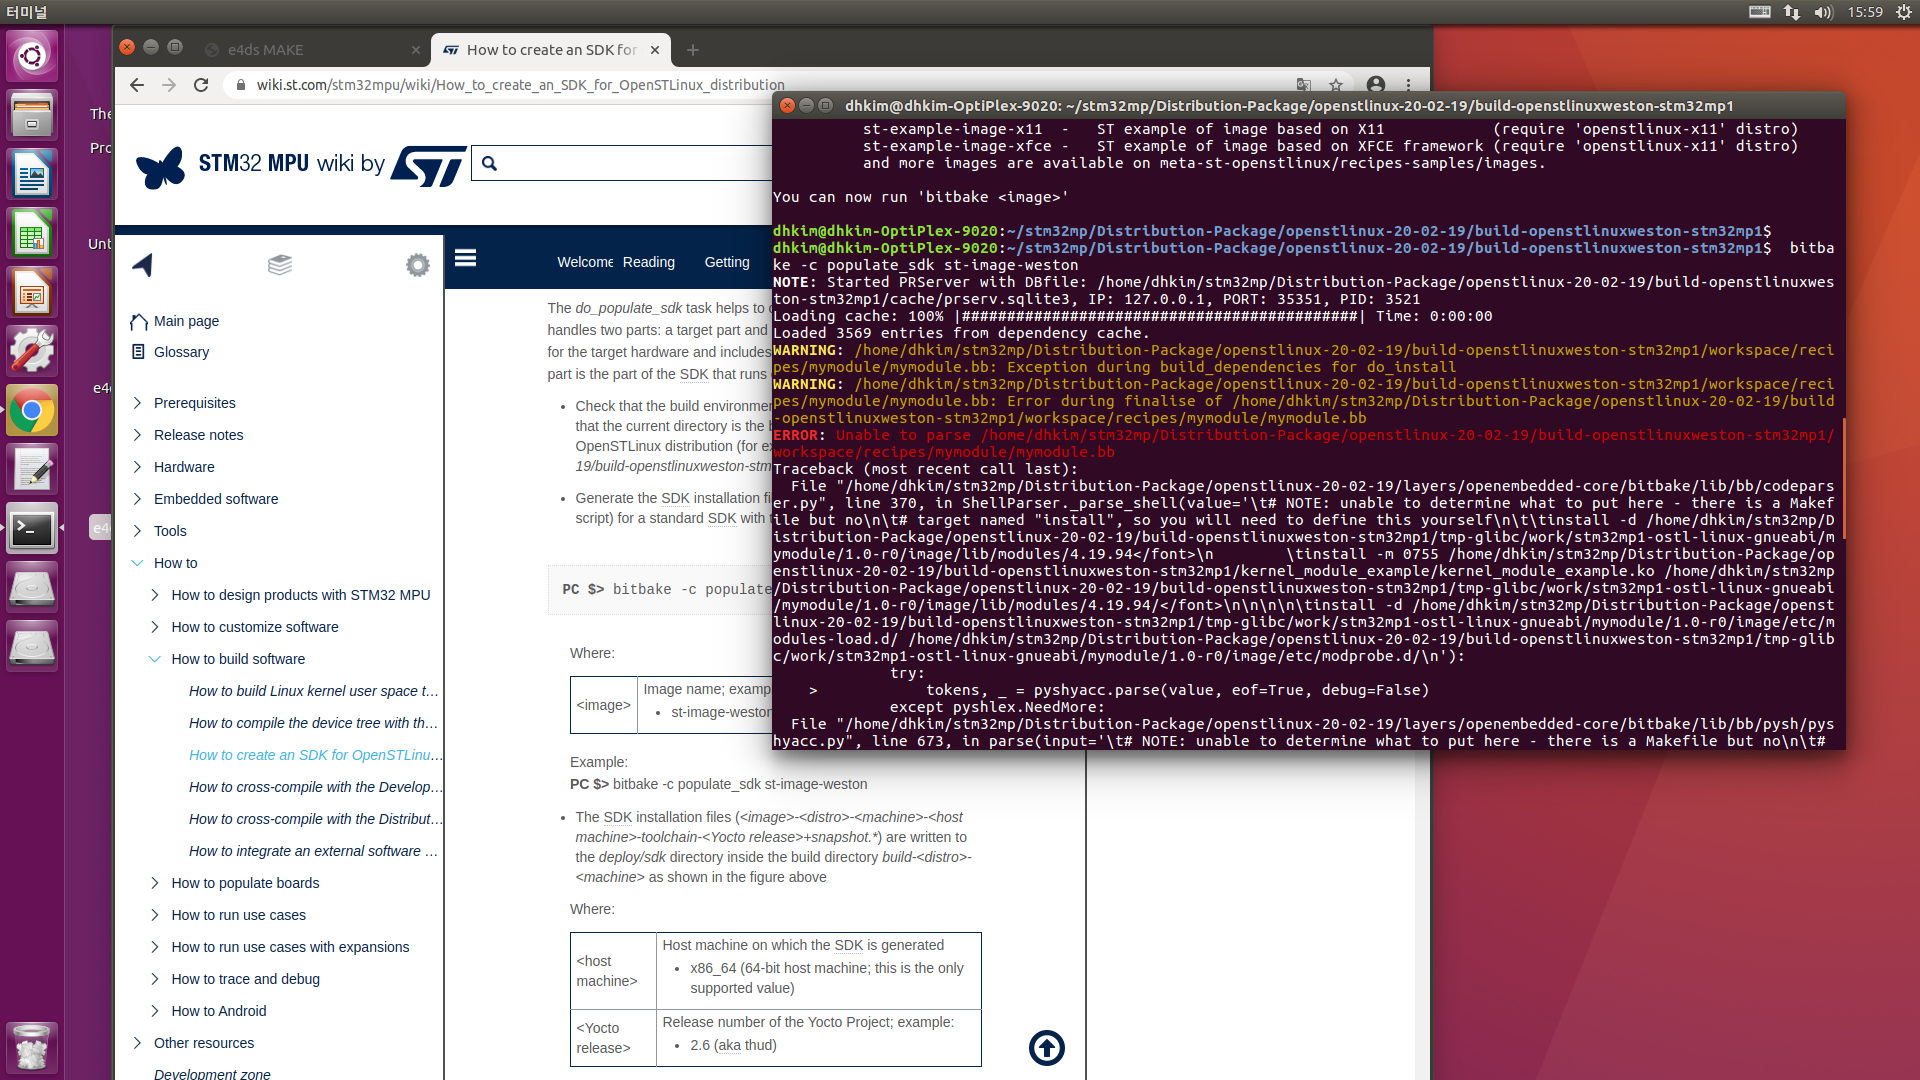 터미널
15:59
The
Pro
Unt
e4
e4
e4ds MAKE
How to create an SDK for
wiki.st.com/stm32mpu/wiki/How_to_create_an_SDK_for_OpenSTLinux_distribution
STM32 MPU wiki by ST
Main page
Glossary
Prerequisites
Release notes
Hardware
Embedded software
Tools
How to
How to design products with STM32 MPU
How to customize software
How to build software
How to build Linux kernel user space t…
How to compile the device tree with th…
How to create an SDK for OpenSTLinu…
How to cross-compile with the Develop…
How to cross-compile with the Distribut…
How to integrate an external software …
How to populate boards
How to run use cases
How to run use cases with expansions
How to trace and debug
How to Android
Other resources
Development zone
Welcome Reading Getting
The do_populate_sdk task helps to
handles two parts: a target part and
for the target hardware and includes
part is the part of the SDK that runs
• Check that the build environmen
that the current directory is the b
OpenSTLinux distribution (for ex
19/build-openstlinuxweston-stm
• Generate the SDK installation fi
script) for a standard SDK with
PC $> bitbake -c populate
Where:
<image>
Image name; examp
• st-image-weston
Example:
PC $> bitbake -c populate_sdk st-image-weston
• The SDK installation files (<image>-<distro>-<machine>-<host
machine>-toolchain-<Yocto release>+snapshot.*) are written to
the deploy/sdk directory inside the build directory build-<distro>-
<machine> as shown in the figure above
Where:
<host
machine>
Host machine on which the SDK is generated
• x86_64 (64-bit host machine; this is the only
supported value)
<Yocto
release>
Release number of the Yocto Project; example:
• 2.6 (aka thud)
dhkim@dhkim-OptiPlex-9020: ~/stm32mp/Distribution-Package/openstlinux-20-02-19/build-openstlinuxweston-stm32mp1
st-example-image-x11 - ST example of image based on X11 (require 'openstlinux-x11' distro)
st-example-image-xfce - ST example of image based on XFCE framework (require 'openstlinux-x11' distro)
and more images are available on meta-st-openstlinux/recipes-samples/images.
You can now run 'bitbake <image>'
dhkim@dhkim-OptiPlex-9020:~/stm32mp/Distribution-Package/openstlinux-20-02-19/build-openstlinuxweston-stm32mp1$
dhkim@dhkim-OptiPlex-9020:~/stm32mp/Distribution-Package/openstlinux-20-02-19/build-openstlinuxweston-stm32mp1$ bitba
ke -c populate_sdk st-image-weston
NOTE: Started PRServer with DBfile: /home/dhkim/stm32mp/Distribution-Package/openstlinux-20-02-19/build-openstlinuxwes
ton-stm32mp1/cache/prserv.sqlite3, IP: 127.0.0.1, PORT: 35351, PID: 3521
Loading cache: 100% |############################################| Time: 0:00:00
Loaded 3569 entries from dependency cache.
WARNING: /home/dhkim/stm32mp/Distribution-Package/openstlinux-20-02-19/build-openstlinuxweston-stm32mp1/workspace/reci
pes/mymodule/mymodule.bb: Exception during build_dependencies for do_install
WARNING: /home/dhkim/stm32mp/Distribution-Package/openstlinux-20-02-19/build-openstlinuxweston-stm32mp1/workspace/reci
pes/mymodule/mymodule.bb: Error during finalise of /home/dhkim/stm32mp/Distribution-Package/openstlinux-20-02-19/build
-openstlinuxweston-stm32mp1/workspace/recipes/mymodule/mymodule.bb
ERROR: Unable to parse /home/dhkim/stm32mp/Distribution-Package/openstlinux-20-02-19/build-openstlinuxweston-stm32mp1/
workspace/recipes/mymodule/mymodule.bb
Traceback (most recent call last):
File "/home/dhkim/stm32mp/Distribution-Package/openstlinux-20-02-19/layers/openembedded-core/bitbake/lib/bb/codepars
er.py", line 370, in ShellParser._parse_shell(value='\t# NOTE: unable to determine what to put here - there is a Makef
ile but no\n\t# target named "install", so you will need to define this yourself\n\t\tinstall -d /home/dhkim/stm32mp/D
istribution-Package/openstlinux-20-02-19/build-openstlinuxweston-stm32mp1/tmp-glibc/work/stm32mp1-ostl-linux-gnueabi/m
ymodule/1.0-r0/image/lib/modules/4.19.94</font>\n \tinstall -m 0755 /home/dhkim/stm32mp/Distribution-Package/op
enstlinux-20-02-19/build-openstlinuxweston-stm32mp1/kernel_module_example/kernel_module_example.ko /home/dhkim/stm32mp
/Distribution-Package/openstlinux-20-02-19/build-openstlinuxweston-stm32mp1/tmp-glibc/work/stm32mp1-ostl-linux-gnueabi
/mymodule/1.0-r0/image/lib/modules/4.19.94/</font>\n\n\n\n\n\tinstall -d /home/dhkim/stm32mp/Distribution-Package/openst
linux-20-02-19/build-openstlinuxweston-stm32mp1/tmp-glibc/work/stm32mp1-ostl-linux-gnueabi/mymodule/1.0-r0/image/etc/m
odules-load.d/ /home/dhkim/stm32mp/Distribution-Package/openstlinux-20-02-19/build-openstlinuxweston-stm32mp1/tmp-glib
c/work/stm32mp1-ostl-linux-gnueabi/mymodule/1.0-r0/image/etc/modprobe.d/\n'):
try:
> tokens, _ = pyshyacc.parse(value, eof=True, debug=False)
except pyshlex.NeedMore:
File "/home/dhkim/stm32mp/Distribution-Package/openstlinux-20-02-19/layers/openembedded-core/bitbake/lib/bb/pysh/pys
hyacc.py", line 673, in parse(input='\t# NOTE: unable to determine what to put here - there is a Makefile but no\n\t#